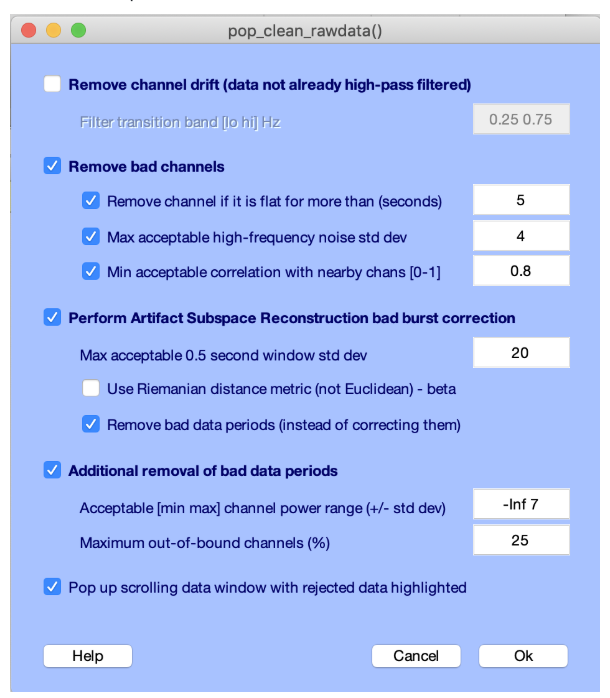 pop_clean_rawdata()
Remove channel drift (data not already high-pass filtered)
Filter transition band [lo hi] Hz 0.25 0.75
Remove bad channels
Remove channel if it is flat for more than (seconds) 5
Max acceptable high-frequency noise std dev 4
Min acceptable correlation with nearby chans [0-1] 0.8
Perform Artifact Subspace Reconstruction bad burst correction
Max acceptable 0.5 second window std dev 20
Use Riemanian distance metric (not Euclidean) - beta
Remove bad data periods (instead of correcting them)
Additional removal of bad data periods
Acceptable [min max] channel power range (+/- std dev) -Inf 7
Maximum out-of-bound channels (%) 25
Pop up scrolling data window with rejected data highlighted
Help Cancel Ok